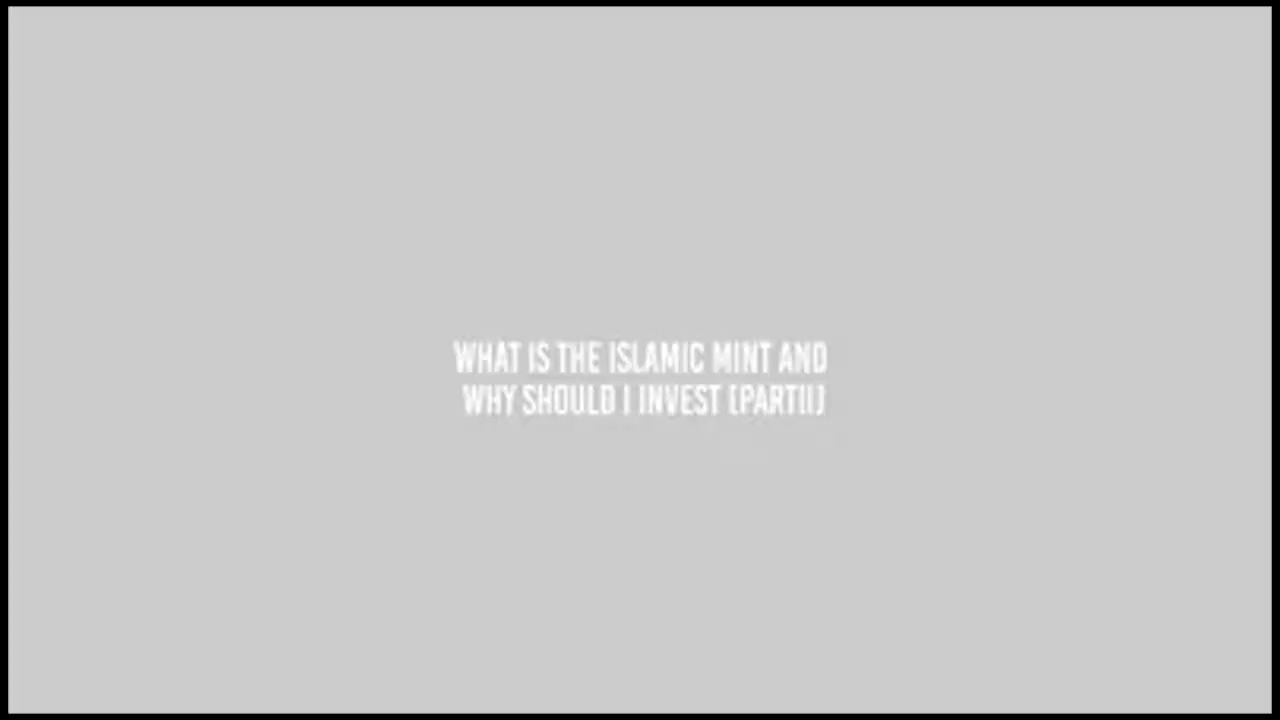 WHAT IS THE ISLAMIC MINT AND
WHY SHOULD I INVEST (PARTII)